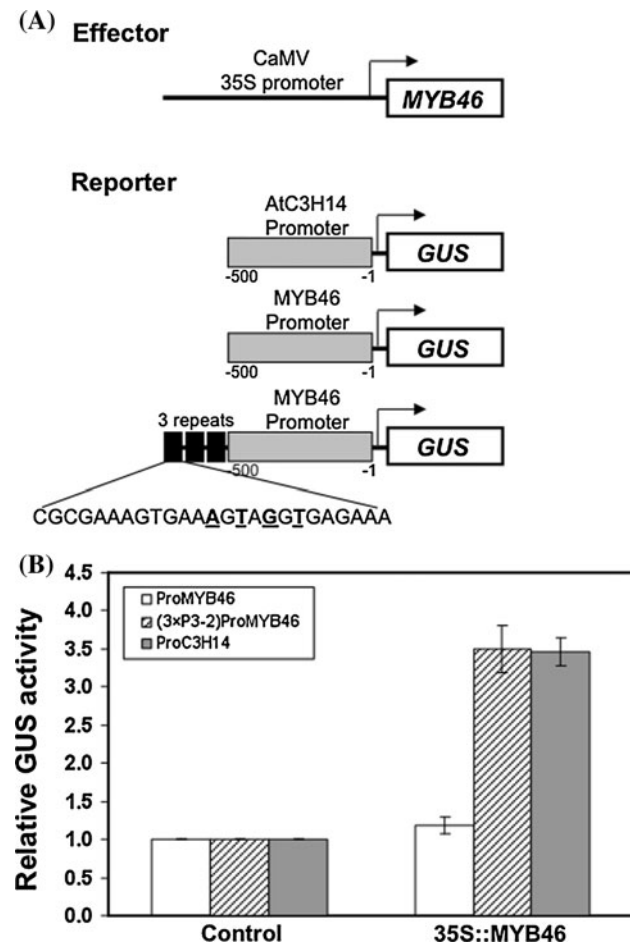 (A)
Effector
CaMV
35S promoter
MYB46
Reporter
AtC3H14
Promoter
GUS
-500
-1
MYB46
Promoter
GUS
-500
-1
MYB46
3 repeats
Promoter
GUS
-500
-1
CGCGAAAGTGAAAGTAGGTGAGAAA
(B)
4.5
4.0
3.5
3.0
2.5
2.0
1.5
1.0
0.5
0.0
Relative GUS activity
ProMYB46
(3×P3-2)ProMYB46
ProC3H14
Control
35S::MYB46